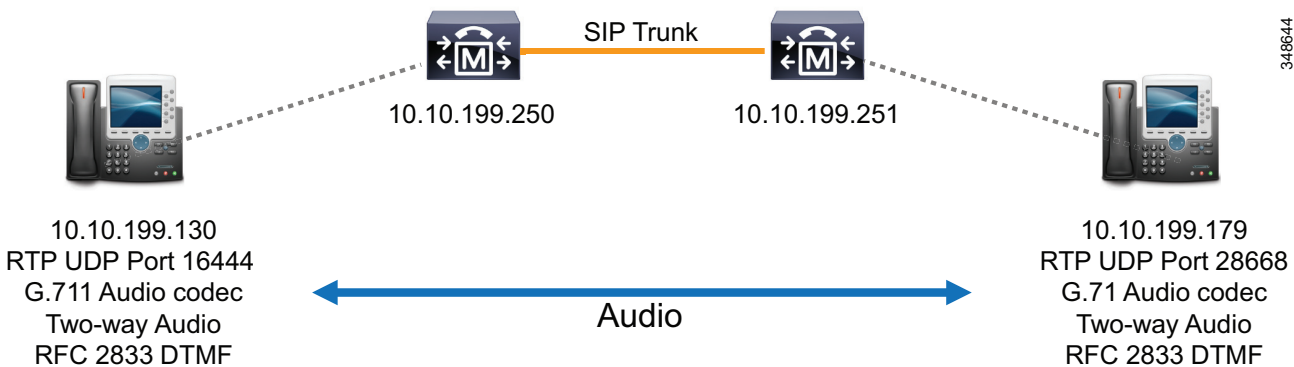 SIP Trunk
348644
M
M
10.10.199.250
10.10.199.251
10.10.199.130
RTP UDP Port 16444
G.711 Audio codec
Two-way Audio
RFC 2833 DTMF
Audio
10.10.199.179
RTP UDP Port 28668
G.71 Audio codec
Two-way Audio
RFC 2833 DTMF